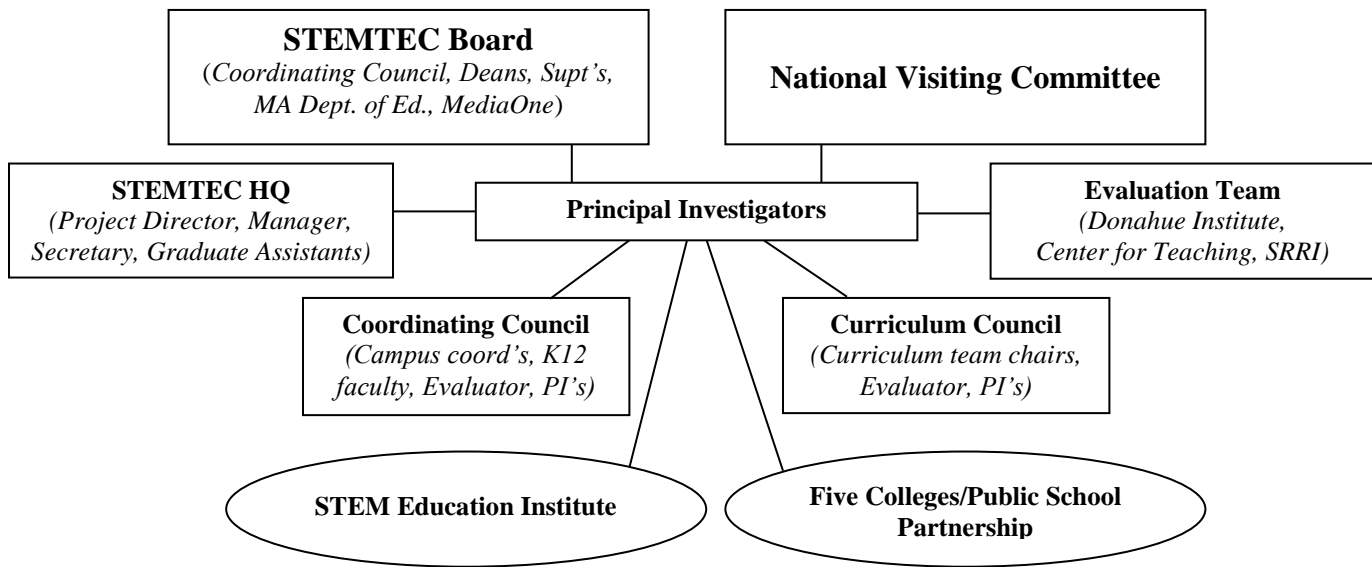 STEMTEC Board
(Coordinating Council, Deans, Supt’s,
MA Dept. of Ed., MediaOne)
National Visiting Committee
STEMTEC HQ
(Project Director, Manager,
Secretary, Graduate Assistants)
Principal Investigators
Evaluation Team
(Donahue Institute,
Center for Teaching, SRRI)
Coordinating Council
(Campus coord’s, K12
faculty, Evaluator, PI’s)
Curriculum Council
(Curriculum team chairs,
Evaluator, PI’s)
STEM Education Institute
Five Colleges/Public School
Partnership